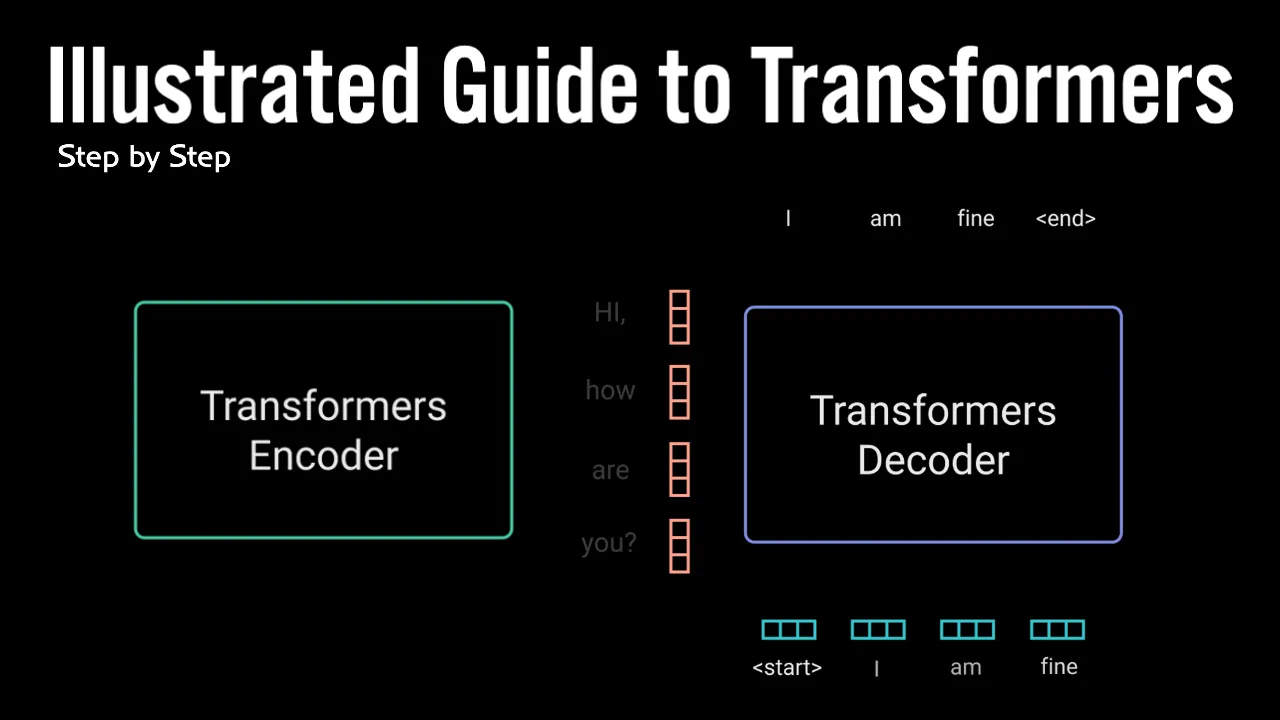 Illustrated Guide to Transformers
Step by Step
I am fine <end>
Transformers
Encoder
HI,
how
are
you?
Transformers
Decoder
<start> I am fine